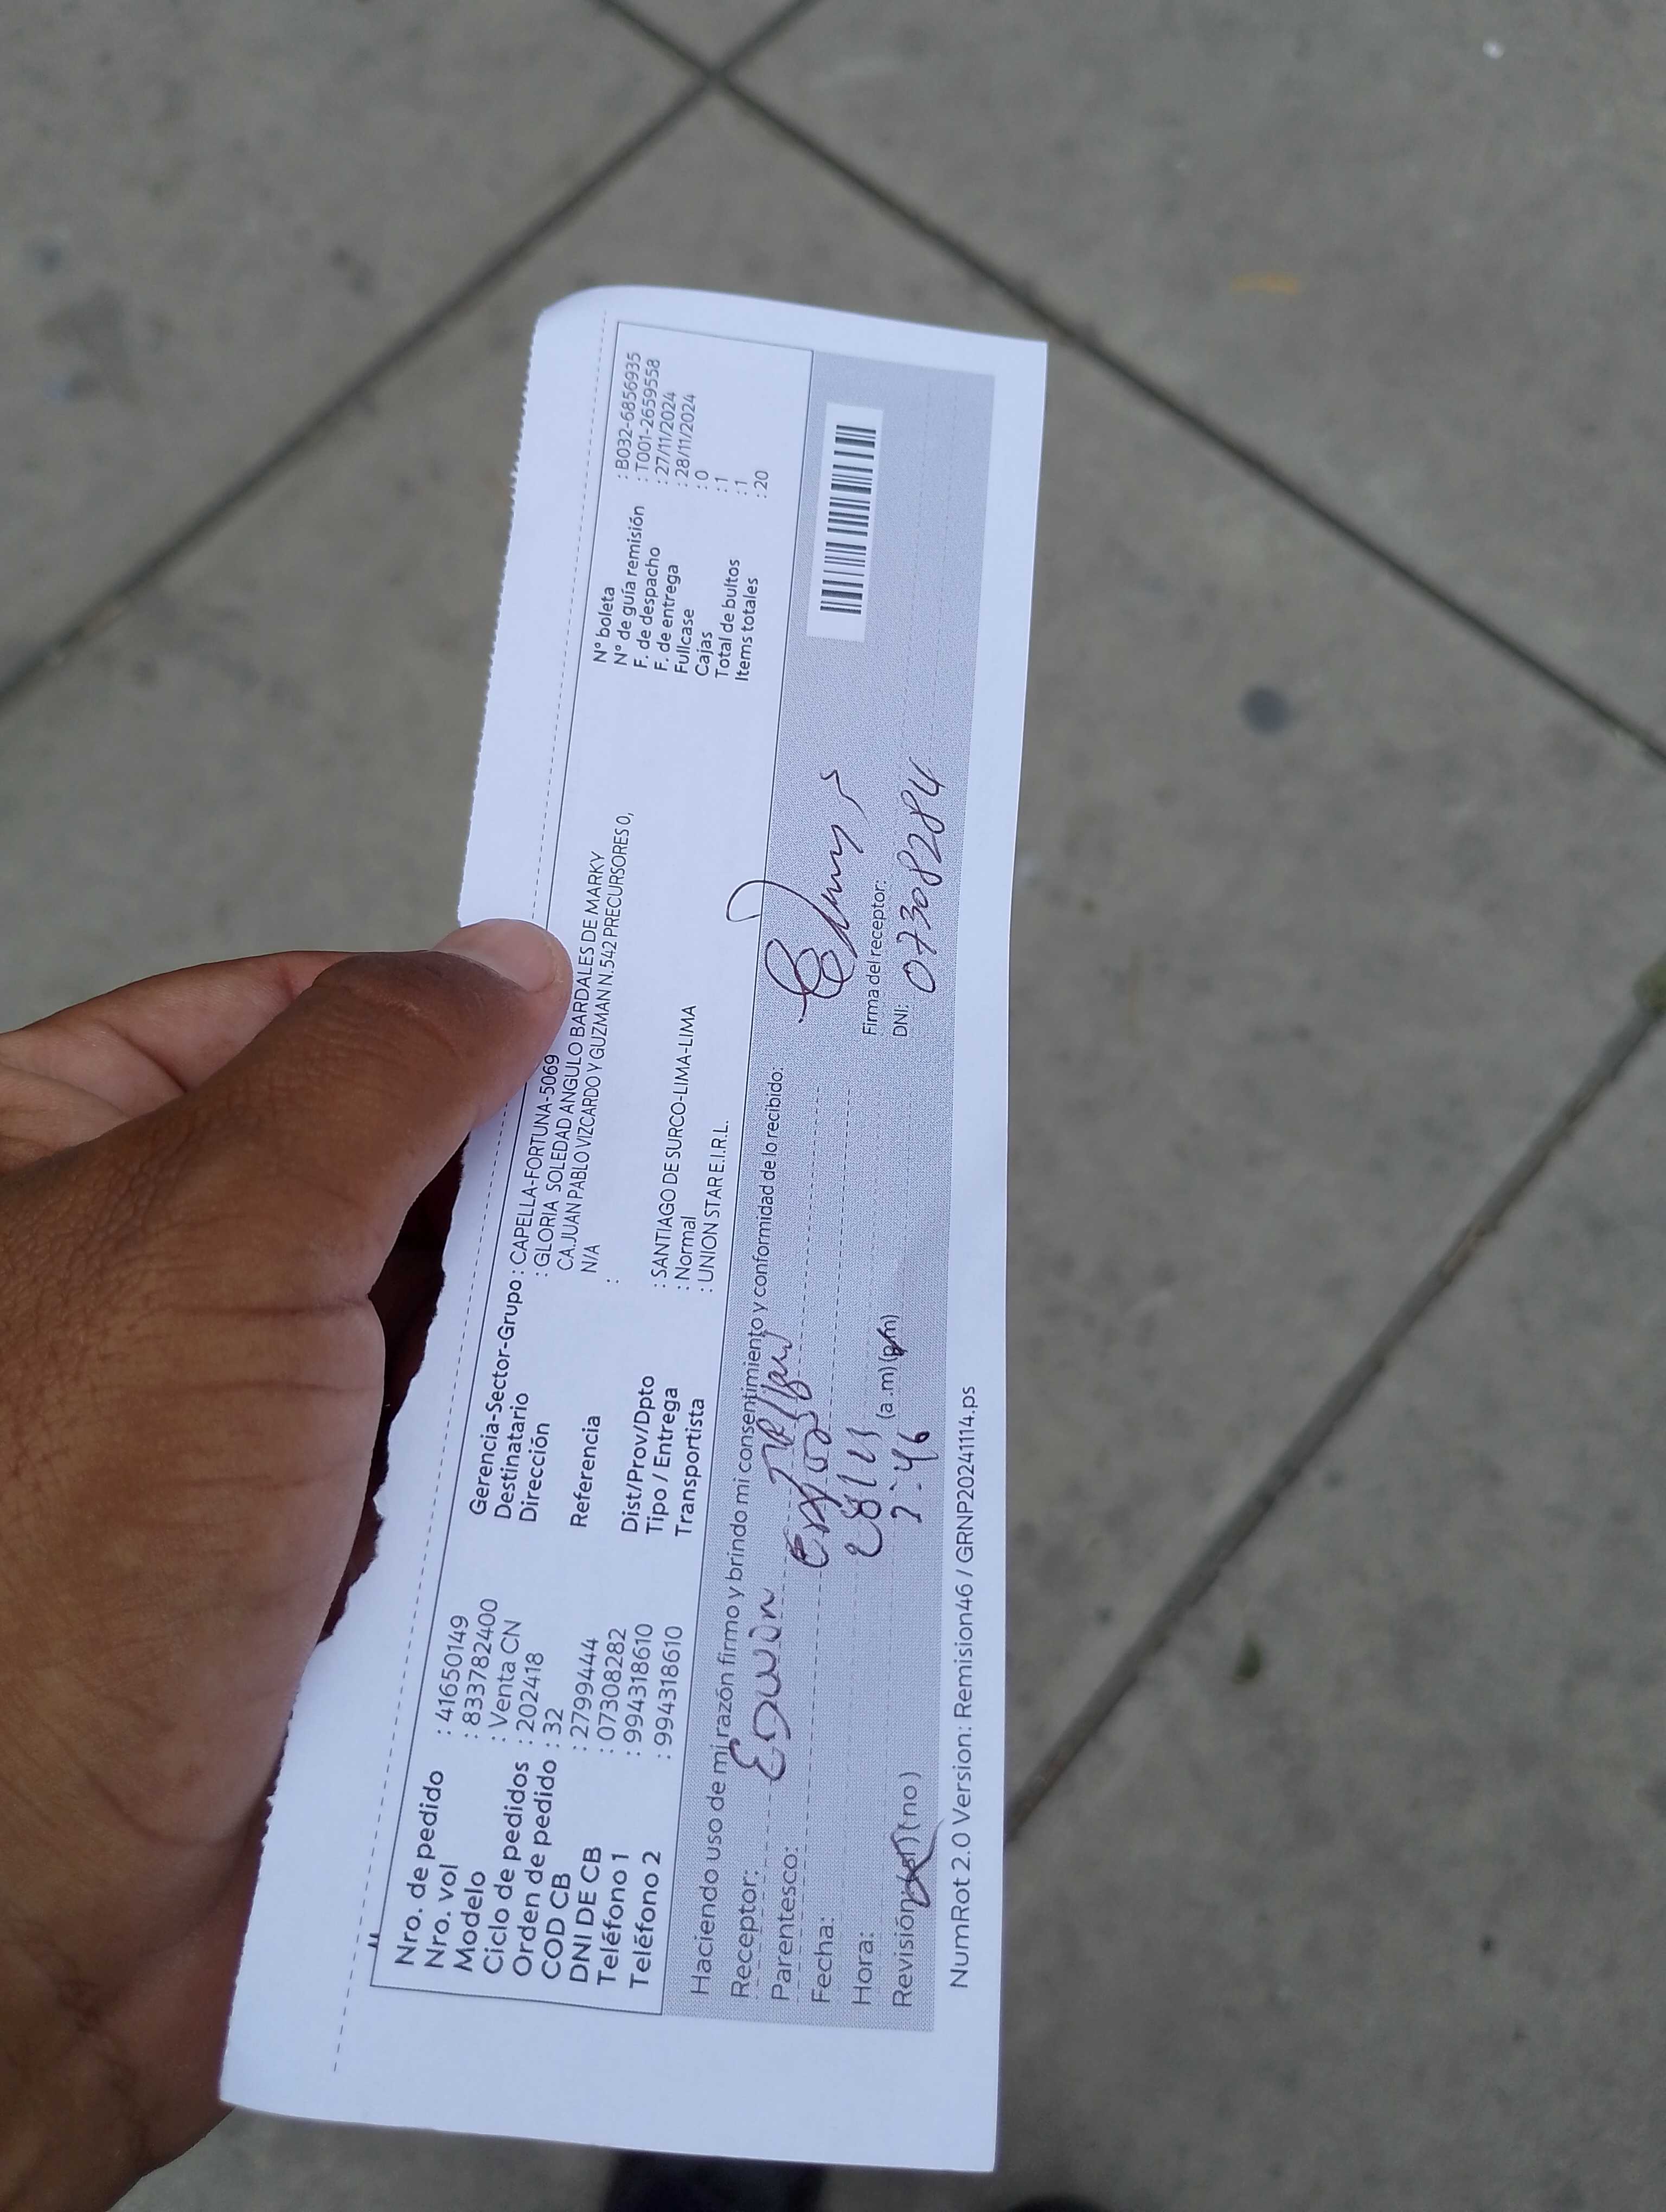 Nro. de pedido : 41650149
Nro. vol : 8337782400
Modelo : Venta CN
Ciclo de pedidos : 202418
Orden de pedido : 32
COD CB : 2799444
DNI DE CB : 07308282
Teléfono 1 : 994318610
Teléfono 2 : 994318610
Gerencia-Sector-Grupo : CAPELLA-FORTUNA-5069
Destinatario : GLORIA SOLEDAD ANGULO BARDALES DE MARKY
Dirección CA.JUAN PABLO VIZCARDO Y GUZMAN N.542 PRECURSORES 0,
N/A
Referencia :
Dist/Prov/Dpto : SANTIAGO DE SURCO-LIMA-LIMA
Tipo / Entrega : Normal
Transportista : UNION STAR E.I.R.L.
N° boleta : B032-6856935
N° de guía remisión : T001-2659558
F. de despacho : 27/11/2024
F. de entrega : 28/11/2024
Fullcase : 0
Cajas : 1
Total de bultos : 1
Items totales : 20
Haciendo uso de mi razón firmo y brindo mi consentimiento y conformidad de lo recibido:
Receptor: Edwin
Parentesco:
Fecha: 28/11
Hora: :46 (a.m) (p.m)
Revisión (no)
Firma del receptor:
DNI: 07308284
NumRot 2.0 Version: Remision46 / GRNP20241114.ps